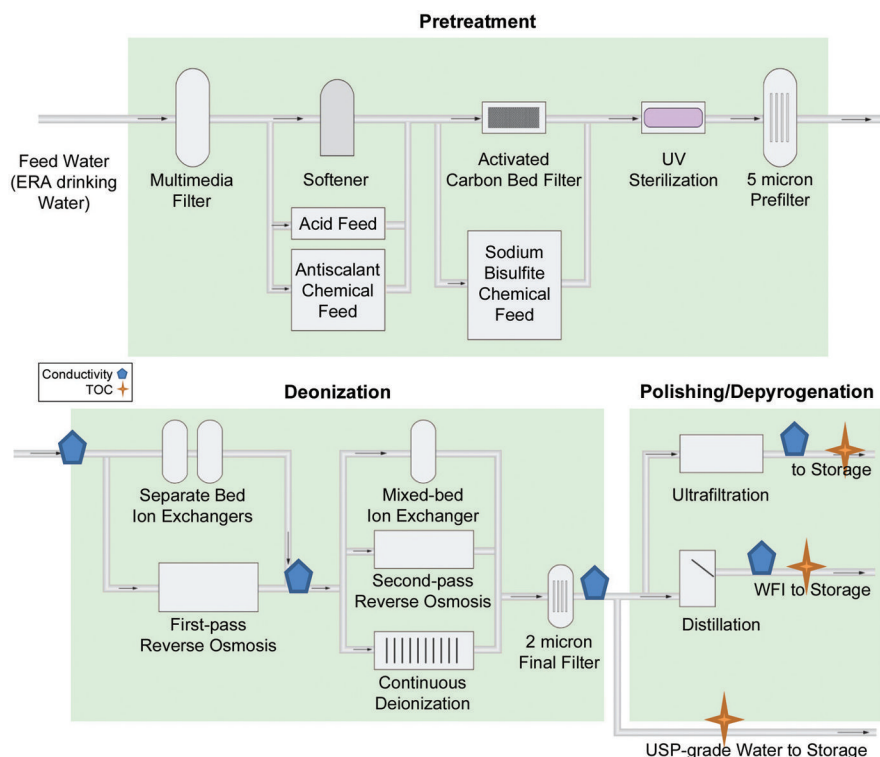 Pretreatment
Feed Water
(ERA drinking
Water)
Multimedia
Filter
Softener
Acid Feed
Antiscalant
Chemical
Feed
Activated
Carbon Bed Filter
Sodium
Bisulfite
Chemical
Feed
UV
Sterilization
5 micron
Prefilter
Conductivity
TOC
Deonization
Separate Bed
Ion Exchangers
First-pass
Reverse Osmosis
Mixed-bed
Ion Exchanger
Second-pass
Reverse Osmosis
Continuous
Deionization
2 micron
Final Filter
Polishing/Depyrogenation
Ultrafiltration
to Storage
Distillation
WFI to Storage
USP-grade Water to Storage